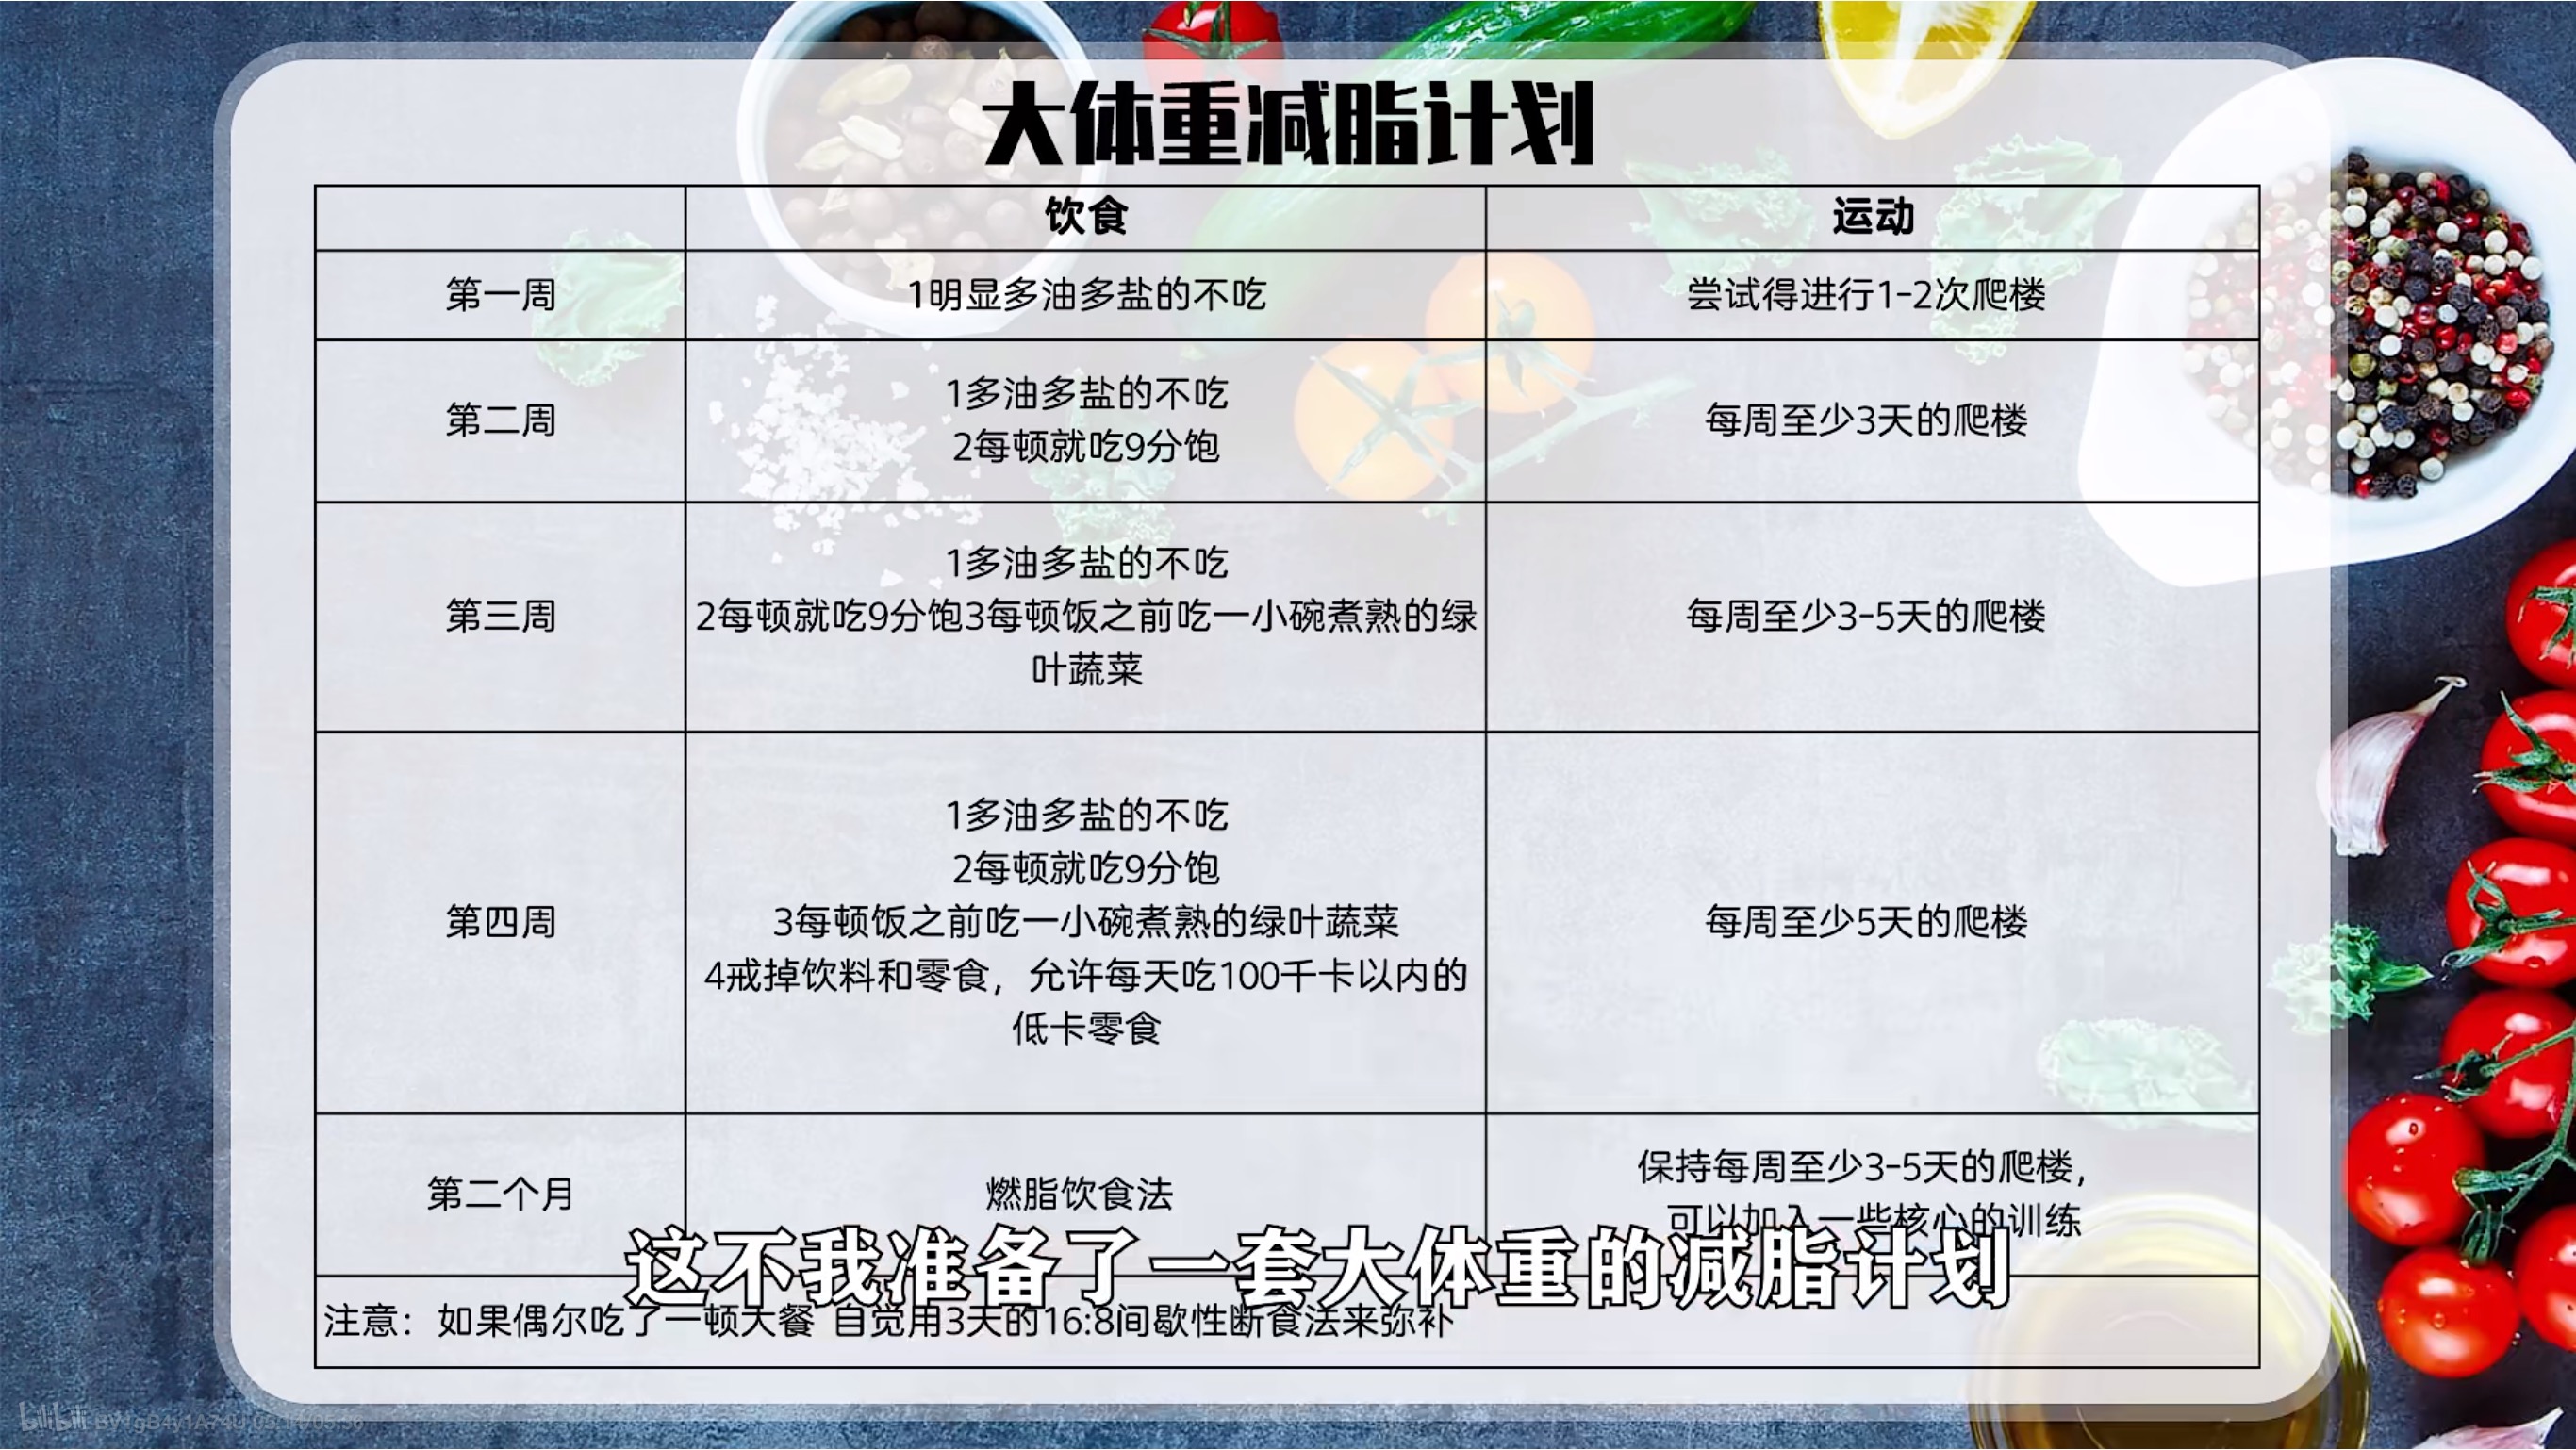 大体重减脂计划
饮食 运动
第一周 1明显多油多盐的不吃 尝试得进行1-2次爬楼
第二周
1多油多盐的不吃
2每顿就吃9分饱
每周至少3天的爬楼
第三周
1多油多盐的不吃
2每顿就吃9分饱3每顿饭之前吃一小碗煮熟的绿
叶蔬菜
每周至少3-5天的爬楼
第四周
1多油多盐的不吃
2每顿就吃9分饱
3每顿饭之前吃一小碗煮熟的绿叶蔬菜
4戒掉饮料和零食，允许每天吃100千卡以内的
低卡零食
每周至少5天的爬楼
第二个月
燃脂饮食法
保持每周至少3-5天的爬楼，
可以加入一些核心的训练
这不我准备了一套大体重的减脂计划
注意：如果偶尔吃了一顿大餐 自觉用3天的16:8间歇性断食法来弥补
bilibili